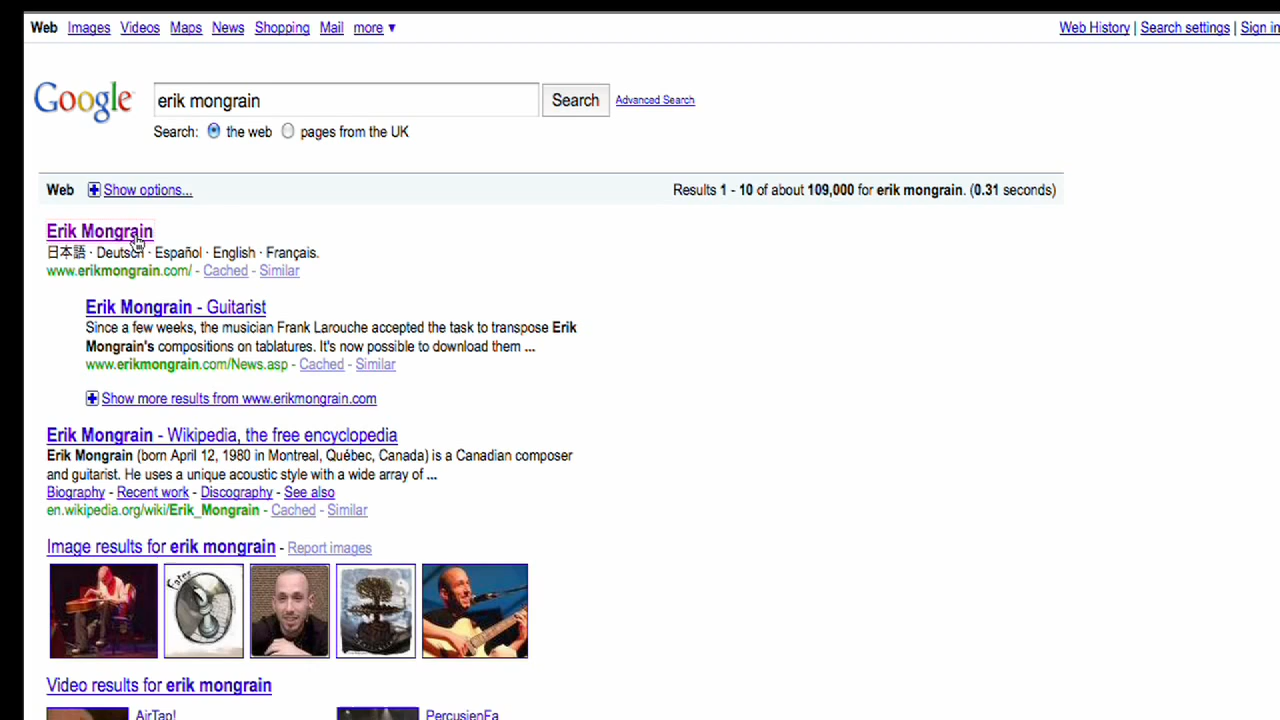 Web Images Videos Maps News Shopping Mail more ▼
Web History | Search settings | Sign in
Google
erik mongrain
Search
Advanced Search
Search: the web pages from the UK
Web Show options...
Results 1 - 10 of about 109,000 for erik mongrain. (0.31 seconds)
Erik Mongrain
日本語 · Deutsch · Español · English · Français.
www.erikmongrain.com/ - Cached - Similar
Erik Mongrain - Guitarist
Since a few weeks, the musician Frank Larouche accepted the task to transpose Erik
Mongrain's compositions on tablatures. It's now possible to download them ...
www.erikmongrain.com/News.asp - Cached - Similar
Show more results from www.erikmongrain.com
Erik Mongrain - Wikipedia, the free encyclopedia
Erik Mongrain (born April 12, 1980 in Montreal, Québec, Canada) is a Canadian composer
and guitarist. He uses a unique acoustic style with a wide array of ...
Biography - Recent work - Discography - See also
en.wikipedia.org/wiki/Erik_Mongrain - Cached - Similar
Image results for erik mongrain - Report images
Video results for erik mongrain
AirTap!
PercusienFa